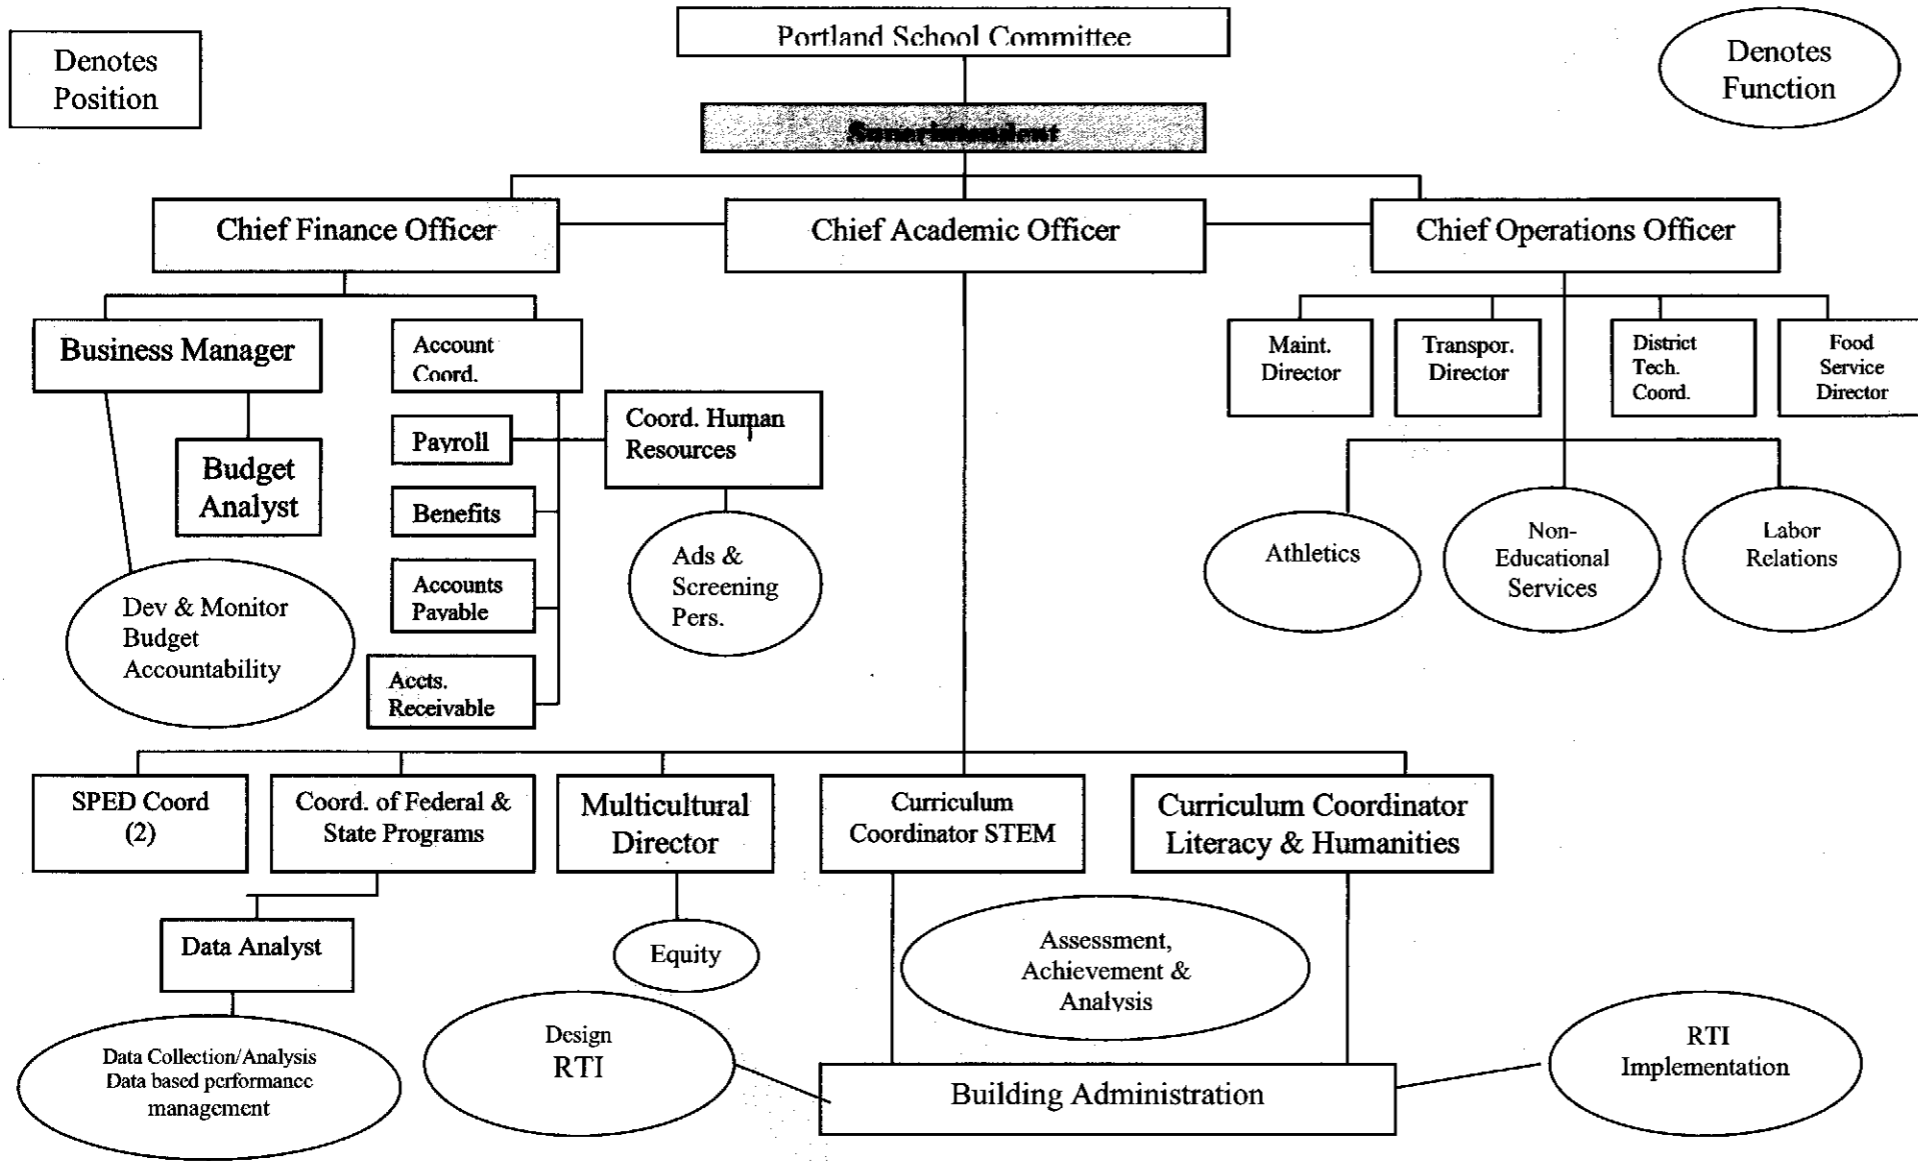 Portland School Committee
Denotes
Position
Denotes
Function
Superintendent
Chief Finance Officer
Chief Academic Officer
Chief Operations Officer
Business Manager
Account
Coord.
Maint.
Director
Transpor.
Director
District
Tech.
Coord.
Food
Service
Director
Payroll
Coord. Human
Resources
Budget
Analyst
Benefits
Accounts
Payable
Accts.
Receivable
Ads &
Screening
Pers.
Dev & Monitor
Budget
Accountability
Athletics
Non-
Educational
Services
Labor
Relations
SPED Coord
(2)
Coord. of Federal &
State Programs
Multicultural
Director
Curriculum
Coordinator STEM
Curriculum Coordinator
Literacy & Humanities
Data Analyst
Equity
Assessment,
Achievement &
Analysis
Data Collection/Analysis
Data based performance
management
Design
RTI
Building Administration
RTI
Implementation